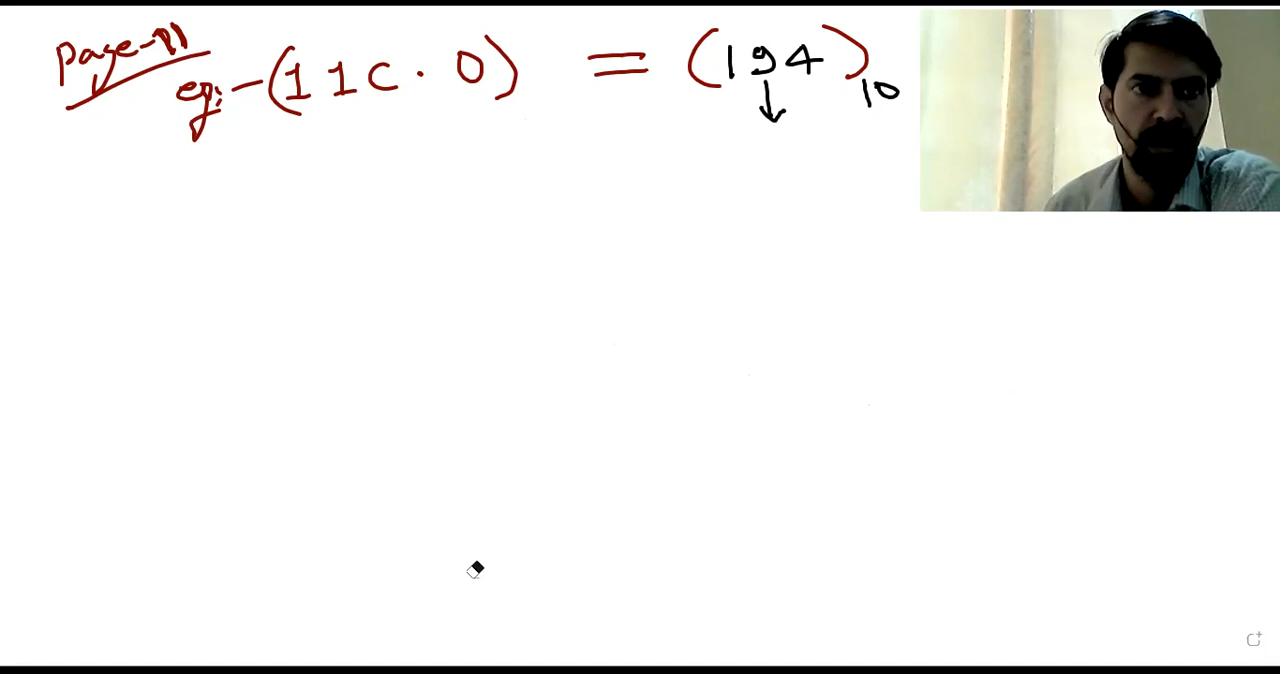 Page-11
eg:- (11C.0) = (194)10